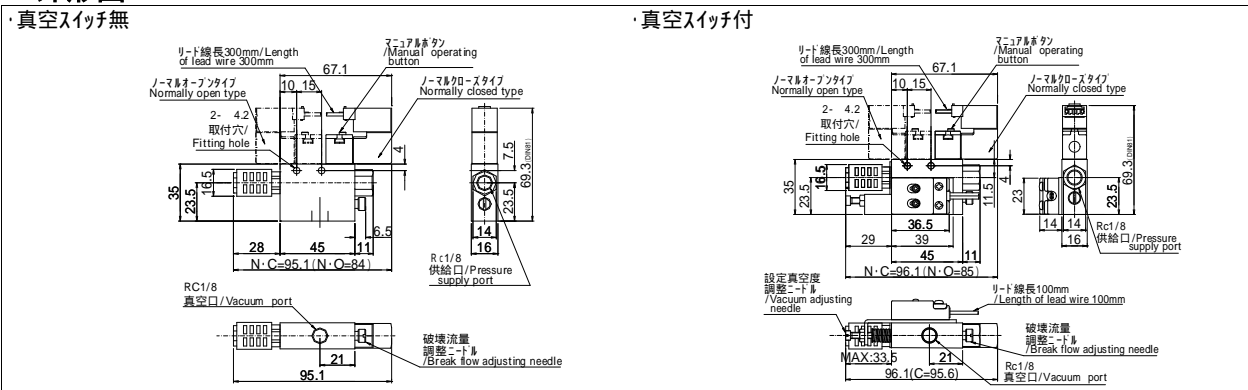 ･真空スイッチ無
リード線長300mm/Length
of lead wire 300mm
マニュアルボタン
/Manual operating
button
67.1
10 15
ノーマルオープンタイプ
Normally open type
ノーマルクローズタイプ
Normally closed type
2- 4.2
取付穴/
Fitting hole
4
7.5
69.3(DIN81)
35
23.5
16.5
23.5
6.5
14
16
28 45 11
N･C=95.1(N･O=84)
Rc1/8
供給口/Pressure
supply port
RC1/8
真空口/Vacuum port
破壊流量
調整ニードル
/Break flow adjusting needle
21
95.1
･真空スイッチ付
リード線長300mm/Length
of lead wire 300mm
マニュアルボタン
/Manual operating
button
67.1
10 15
ノーマルオープンタイプ
Normally open type
ノーマルクローズタイプ
Normally closed type
2- 4.2
取付穴/
Fitting hole
4
11.5
69.3(DIN81)
35
23.5
16.5
23
23.5
36.5
14 14
16
29 39
45 11
N･C=96.1(N･O=85)
Rc1/8
供給口/Pressure
supply port
設定真空度
調整ニードル
/Vacuum adjusting
needle
リード線長100mm
/Length of lead wire 100mm
破壊流量
調整ニードル
/Break flow adjusting needle
MAX:33.5
21
96.1(C=95.6)
Rc1/8
真空口/Vacuum port